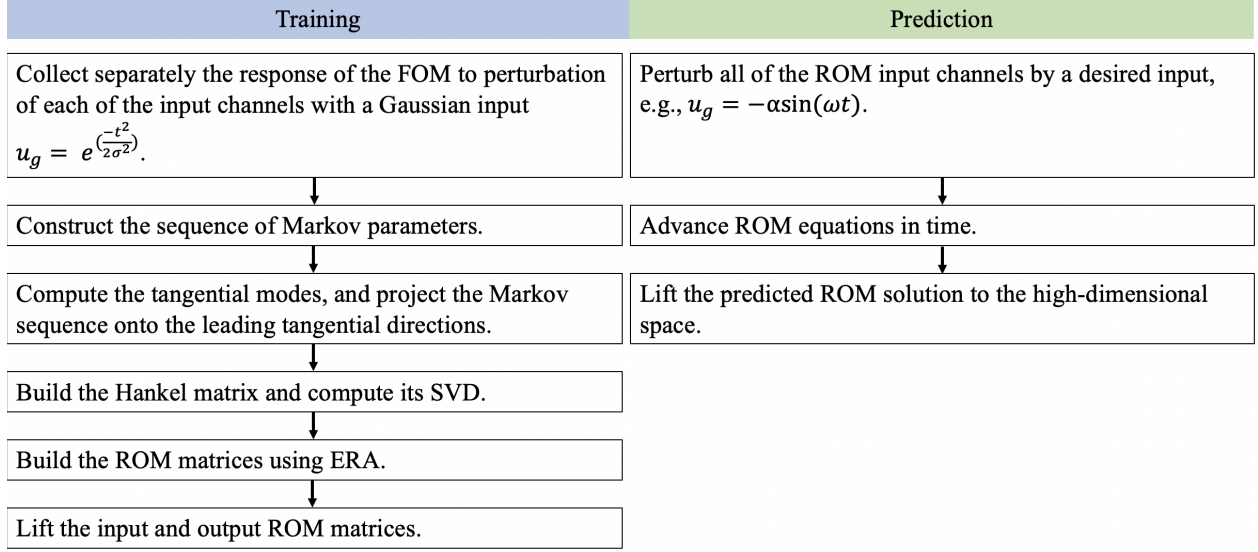 Training
Collect separately the response of the FOM to perturbation
of each of the input channels with a Gaussian input
u_g = e^(\frac{-t^2}{2σ^2}).
Construct the sequence of Markov parameters.
Compute the tangential modes, and project the Markov
sequence onto the leading tangential directions.
Build the Hankel matrix and compute its SVD.
Build the ROM matrices using ERA.
Lift the input and output ROM matrices.
Prediction
Perturb all of the ROM input channels by a desired input,
e.g., u_g = −αsin(ωt).
Advance ROM equations in time.
Lift the predicted ROM solution to the high-dimensional
space.